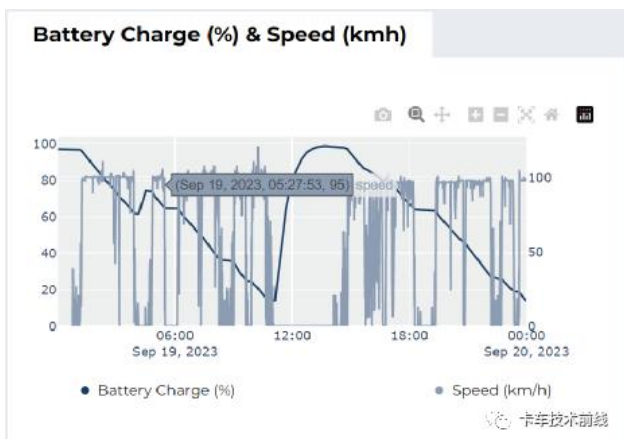 Battery Charge (%) & Speed (kmh)
100
80
60
40
20
0
100
50
0
(Sep 19, 2023, 05:27:53, 95) speed
06:00
Sep 19, 2023
12:00
18:00
00:00
Sep 20, 2023
Battery Charge (%)
Speed (km/h)
卡车技术前线